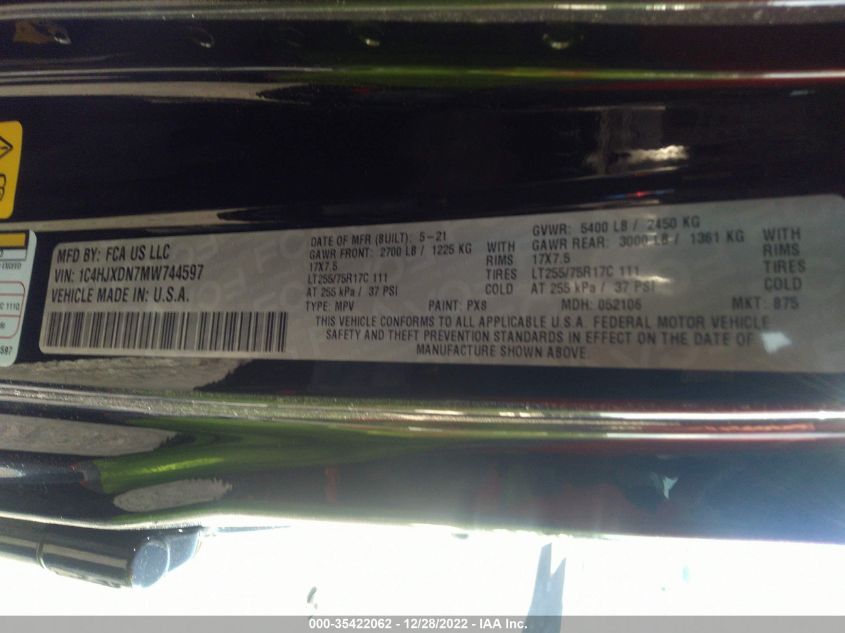 MFD BY: FCA US LLC
VIN: 1C4HJXDN7MW744597
VEHICLE MADE IN: U.S.A.
DATE OF MFR (BUILT): 5-21
GAWR FRONT: 2700 LB / 1225 KG WITH
17X7.5 RIMS
LT255/75R17C 111 TIRES
AT 255 kPa / 37 PSI COLD
GVWR: 5400 LB / 2450 KG
GAWR REAR: 3000 LB / 1361 KG WITH
17X7.5 RIMS
LT255/75R17C 111 TIRES
AT 255 kPa / 37 PSI COLD
TYPE: MPV PAINT: PX8 MDH: 052106 MKT: B75
THIS VEHICLE CONFORMS TO ALL APPLICABLE U.S.A. FEDERAL MOTOR VEHICLE
SAFETY AND THEFT PREVENTION STANDARDS IN EFFECT ON THE DATE OF
MANUFACTURE SHOWN ABOVE.
000-35422062 - 12/28/2022 - IAA Inc.